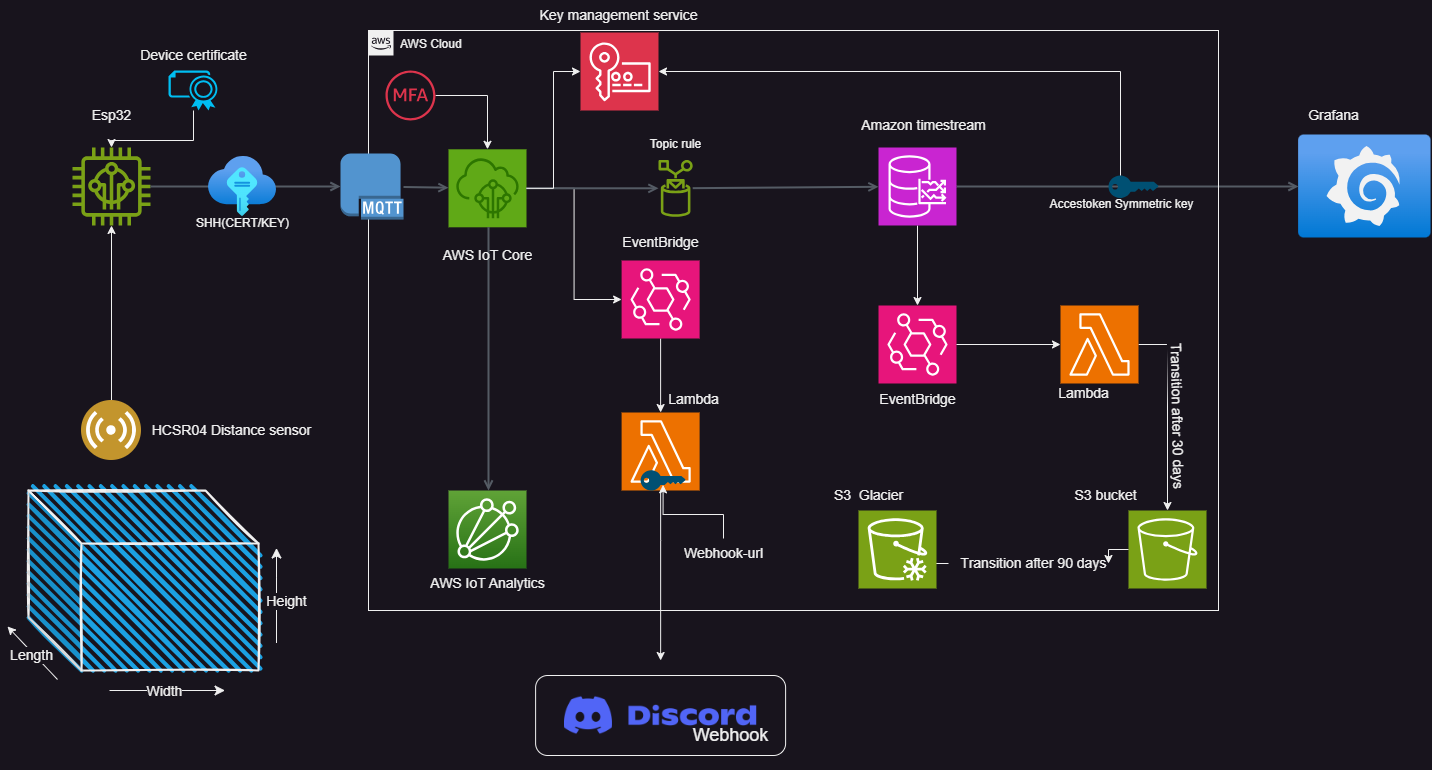 Key management service
aws
AWS Cloud
Device certificate
MFA
Esp32
Grafana
Amazon timestream
Topic rule
MQTT
SHH(CERT/KEY)
Accestoken Symmetric key
AWS IoT Core
EventBridge
Transition after 30 days
EventBridge
Lambda
Lambda
HCSR04 Distance sensor
S3 Glacier
S3 bucket
Webhook-url
Transition after 90 days
AWS IoT Analytics
Height
Length
Width
Discord
Webhook